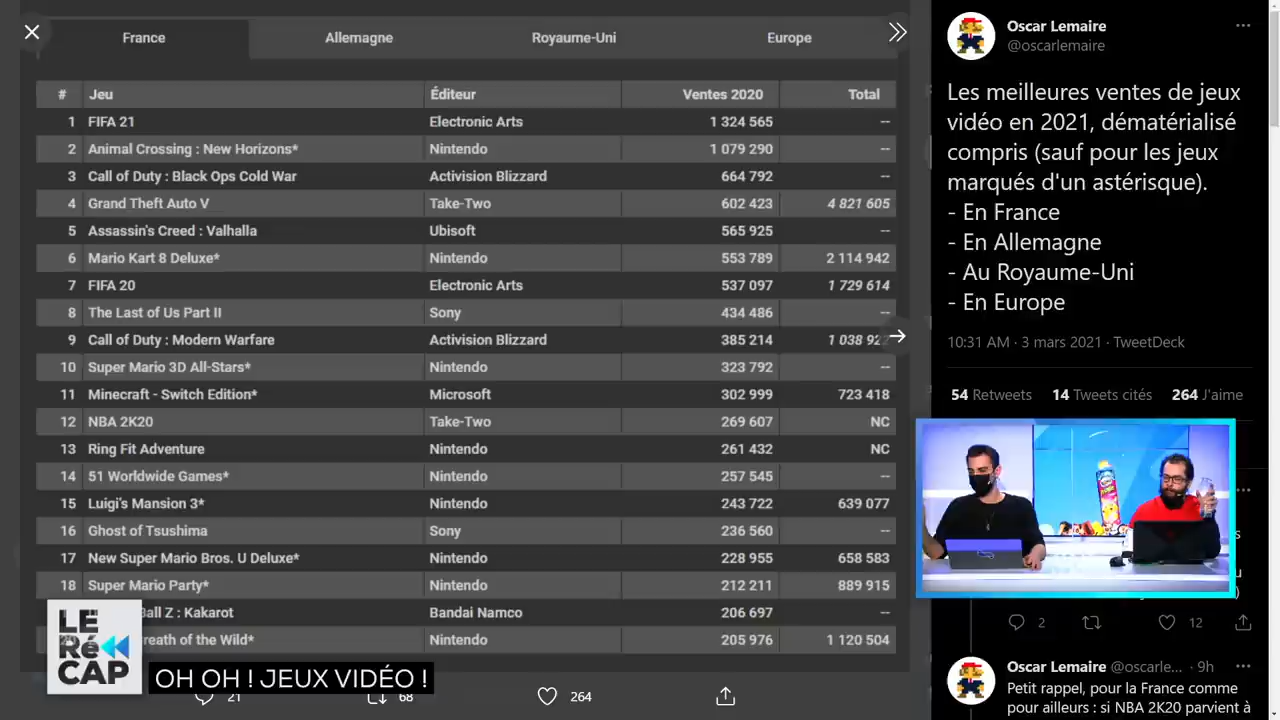 France Allemagne Royaume-Uni Europe
# Jeu Éditeur Ventes 2020 Total
1 FIFA 21 Electronic Arts 1 324 565 --
2 Animal Crossing : New Horizons* Nintendo 1 079 290 --
3 Call of Duty : Black Ops Cold War Activision Blizzard 664 792 --
4 Grand Theft Auto V Take-Two 602 423 4 821 605
5 Assassin's Creed : Valhalla Ubisoft 565 925 --
6 Mario Kart 8 Deluxe* Nintendo 553 789 2 114 942
7 FIFA 20 Electronic Arts 537 097 1 729 614
8 The Last of Us Part II Sony 434 486 --
9 Call of Duty : Modern Warfare Activision Blizzard 385 214 1 038
10 Super Mario 3D All-Stars* Nintendo 323 792 --
11 Minecraft - Switch Edition* Microsoft 302 999 723 418
12 NBA 2K20 Take-Two 269 607 NC
13 Ring Fit Adventure Nintendo 261 432 NC
14 51 Worldwide Games* Nintendo 257 545 --
15 Luigi's Mansion 3* Nintendo 243 722 639 077
16 Ghost of Tsushima Sony 236 560 --
17 New Super Mario Bros. U Deluxe* Nintendo 228 955 658 583
18 Super Mario Party* Nintendo 212 211 889 915
Ball Z : Kakarot Bandai Namco 206 697 --
Breath of the Wild* Nintendo 205 976 1 120 504
LE
Ré
CAP
OH OH ! JEUX VIDÉO !
21 68 264
Oscar Lemaire
@oscarlemaire
Les meilleures ventes de jeux
vidéo en 2021, dématérialisé
compris (sauf pour les jeux
marqués d'un astérisque).
- En France
- En Allemagne
- Au Royaume-Uni
- En Europe
10:31 AM · 3 mars 2021 · TweetDeck
54 Retweets 14 Tweets cités 264 J'aime
2 12
Oscar Lemaire @oscarle... · 9h
Petit rappel, pour la France comme
pour ailleurs : si NBA 2K20 parvient à